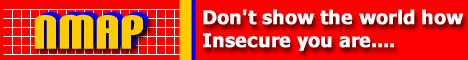 NMAP
Don't show the world how
Insecure you are....